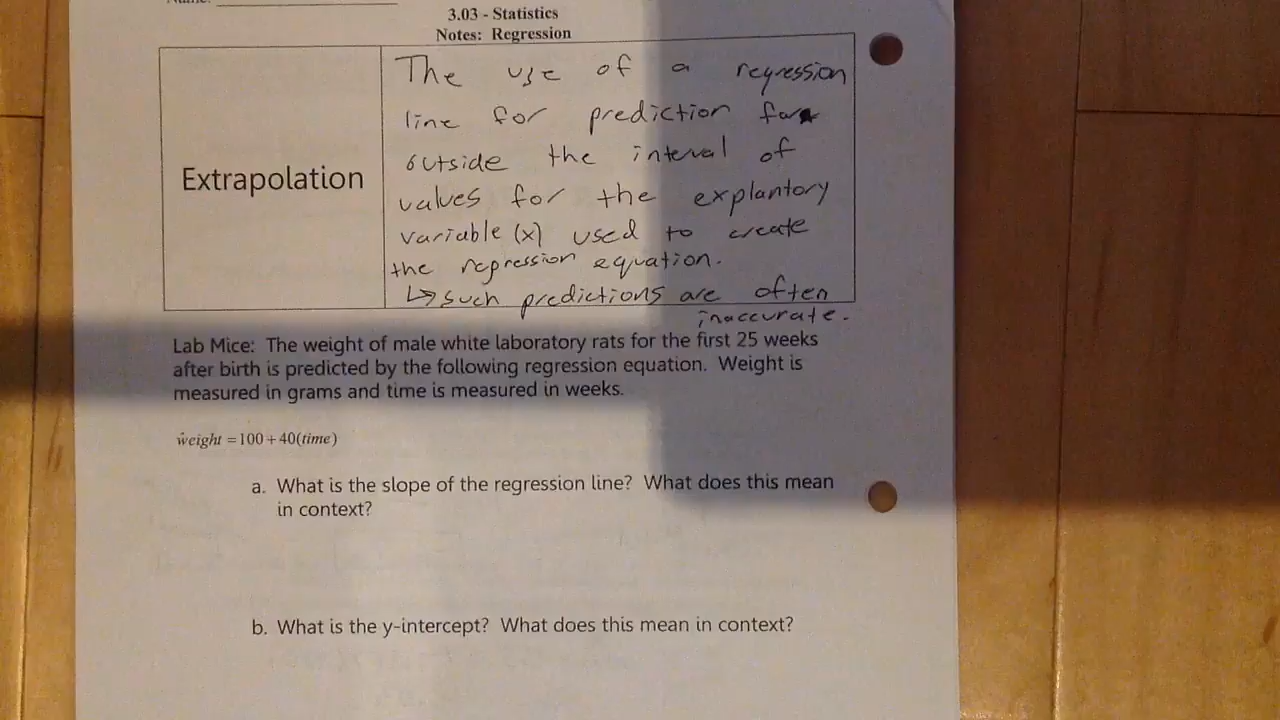 3.03 - Statistics
Notes: Regression
Extrapolation
The use of a regression
line for prediction far
outside the interval of
values for the explantory
variable (x) used to create
the regression equation.
↳ such predictions are often
inaccurate.
Lab Mice: The weight of male white laboratory rats for the first 25 weeks
after birth is predicted by the following regression equation. Weight is
measured in grams and time is measured in weeks.
ŵeight = 100 + 40(time)
a. What is the slope of the regression line? What does this mean
in context?
b. What is the y-intercept? What does this mean in context?